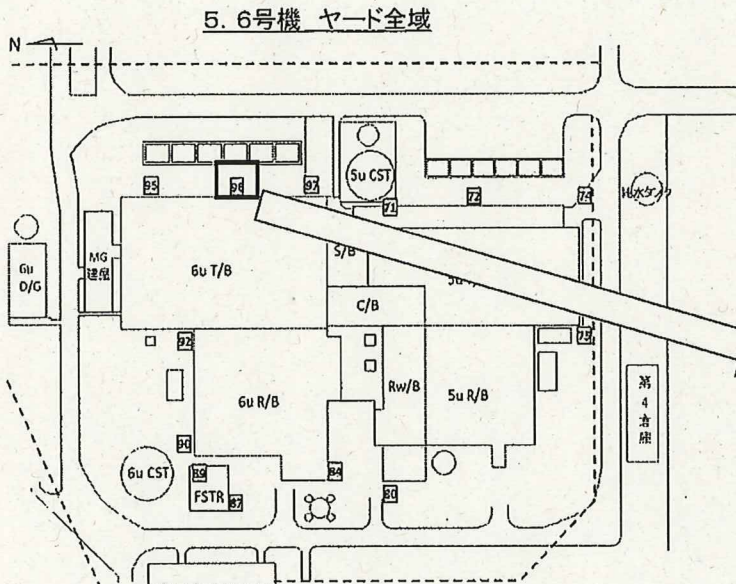 5. 6号機 ヤード全域
N
95
96
97
5u CST
71
72
74
6u D/G
MG 建屋
6u T/B
S/B
C/B
92
6u R/B
Rw/B
5u R/B
73
第4倉庫
90
6u CST
89
FSTR
87
84
80